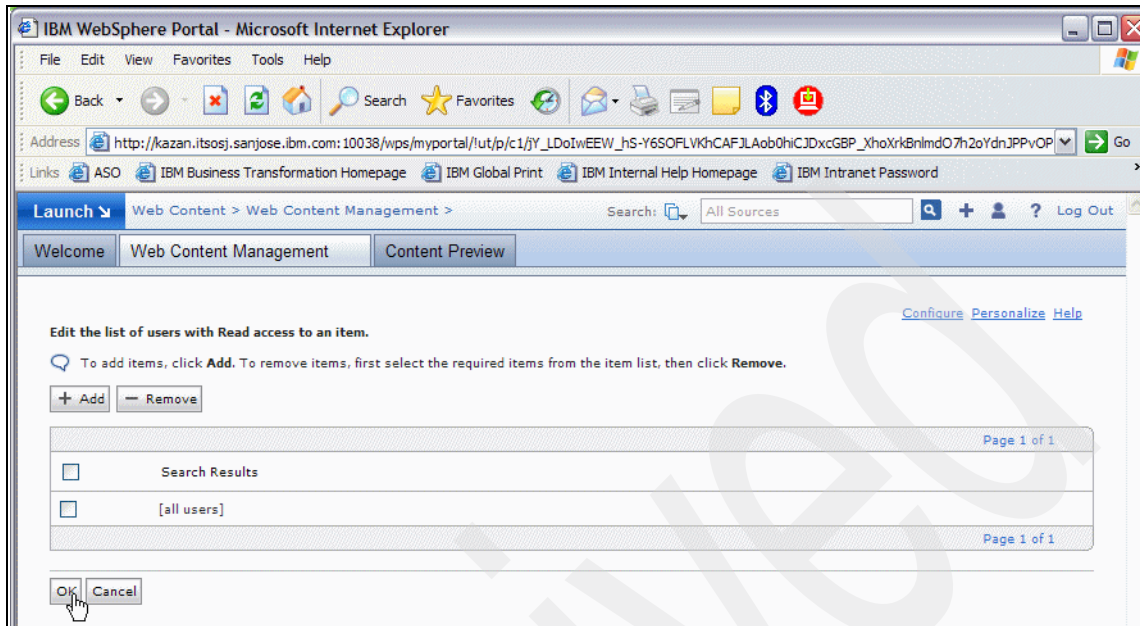 IBM WebSphere Portal - Microsoft Internet Explorer
File Edit View Favorites Tools Help
Back Search Favorites
Address http://kazan.itsosj.sanjose.ibm.com:10038/wps/myportal/!ut/p/c1/jY_LDoIwEEW_hS-Y6SOFLVKhCAFJLAob0hiCJDxcGBP_XhoXrkBnlmdO7h2oYdnJPPvOP Go
Links ASO IBM Business Transformation Homepage IBM Global Print IBM Internal Help Homepage IBM Intranet Password
Launch Web Content > Web Content Management > Search: All Sources ? Log Out
Welcome Web Content Management Content Preview
Configure Personalize Help
Edit the list of users with Read access to an item.
To add items, click Add. To remove items, first select the required items from the item list, then click Remove.
+ Add − Remove
Page 1 of 1
Search Results
[all users]
Page 1 of 1
OK Cancel